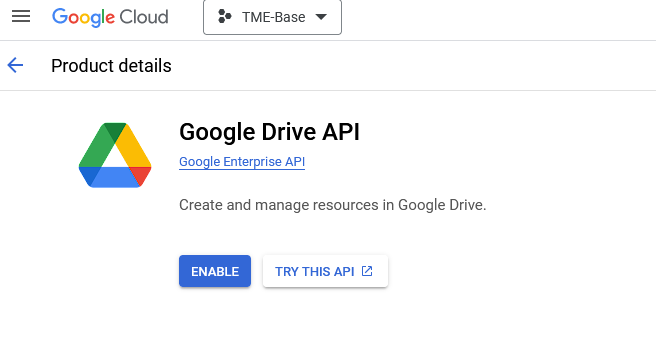 Google Cloud
TME-Base
Product details
Google Drive API
Google Enterprise API
Create and manage resources in Google Drive.
ENABLE
TRY THIS API